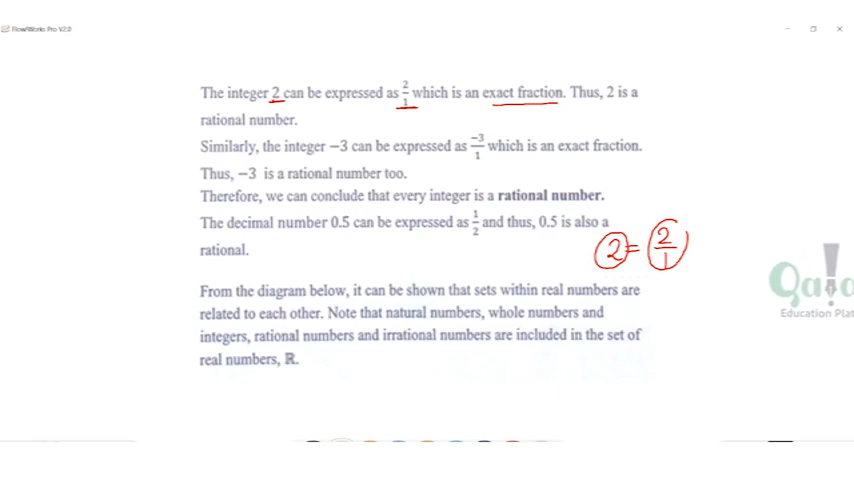 FlowWorks Pro V2.0
The integer 2 can be expressed as 2/1 which is an exact fraction. Thus, 2 is a
rational number.
Similarly, the integer −3 can be expressed as −3/1 which is an exact fraction.
Thus, −3 is a rational number too.
Therefore, we can conclude that every integer is a rational number.
The decimal number 0.5 can be expressed as 1/2 and thus, 0.5 is also a
rational.
2 = 2/1
From the diagram below, it can be shown that sets within real numbers are
related to each other. Note that natural numbers, whole numbers and
integers, rational numbers and irrational numbers are included in the set of
real numbers, ℝ.
Education Plat